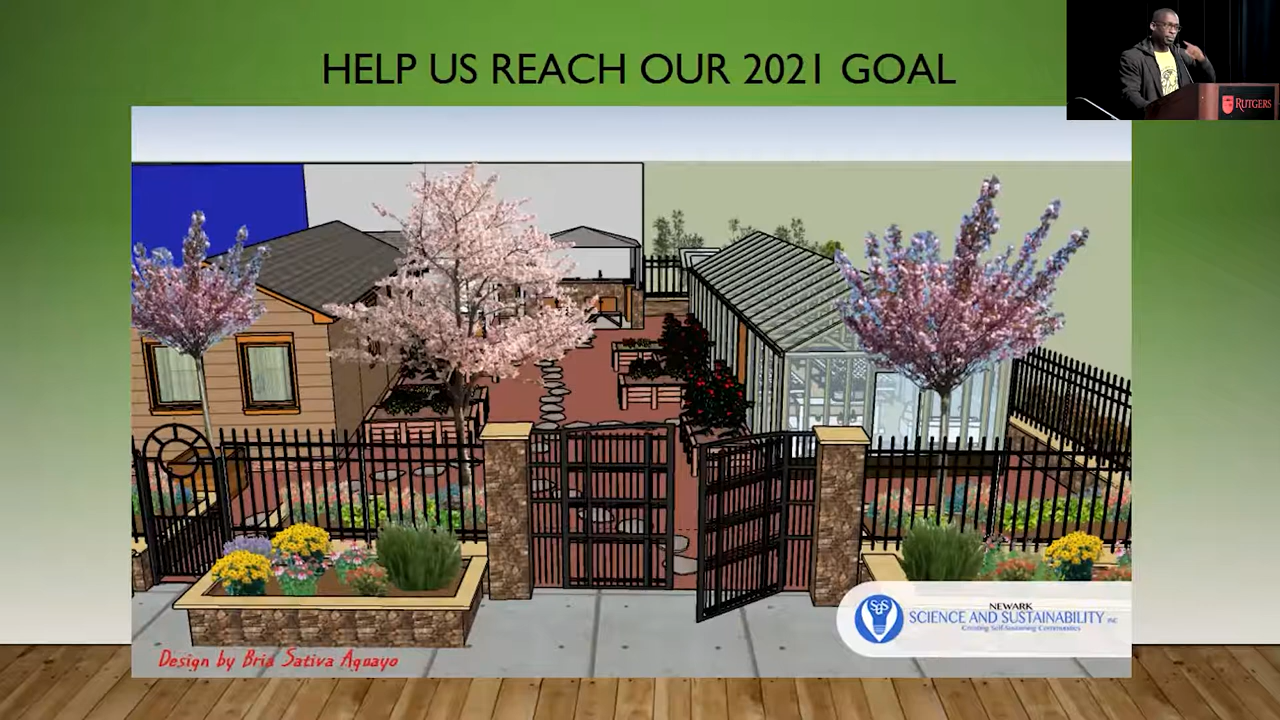 HELP US REACH OUR 2021 GOAL
RUTGERS
NEWARK
SCIENCE AND SUSTAINABILITY INC
Creating Self-Sustaining Communities
Design by Bria Sativa Aguayo